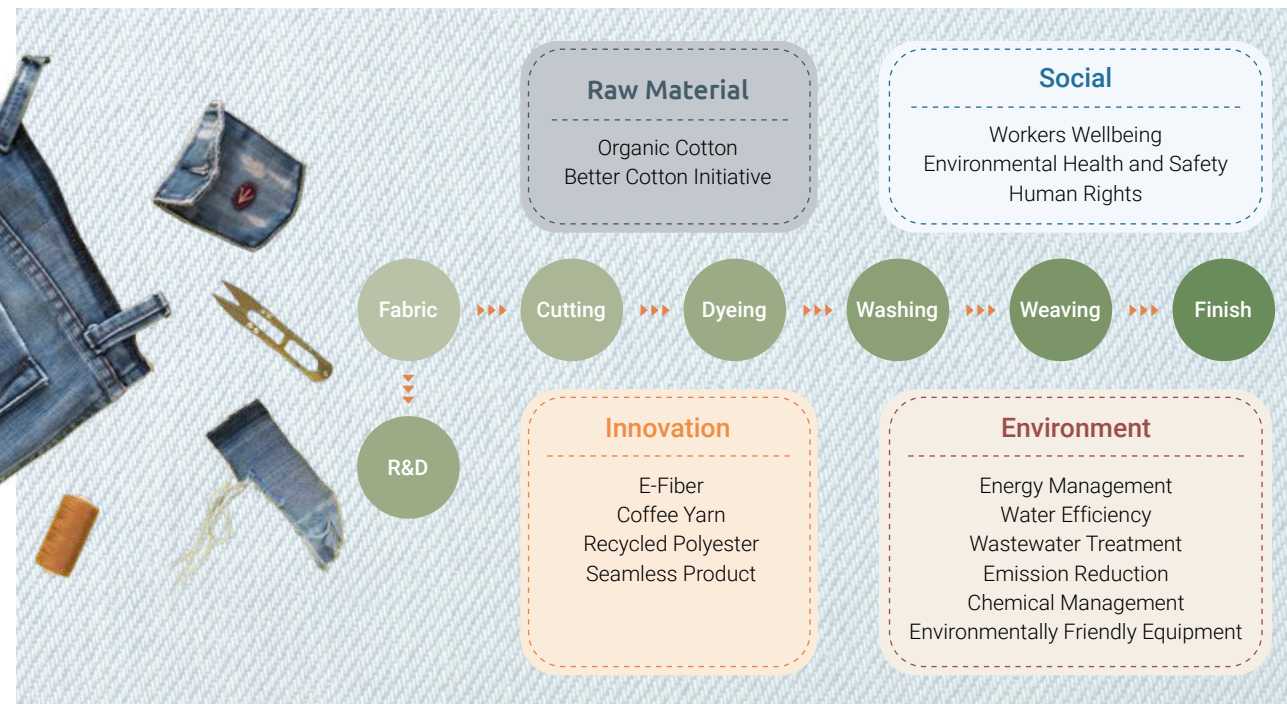 Raw Material
Organic Cotton
Better Cotton Initiative
Social
Workers Wellbeing
Environmental Health and Safety
Human Rights
Fabric
Cutting
Dyeing
Washing
Weaving
Finish
R&D
Innovation
E-Fiber
Coffee Yarn
Recycled Polyester
Seamless Product
Environment
Energy Management
Water Efficiency
Wastewater Treatment
Emission Reduction
Chemical Management
Environmentally Friendly Equipment